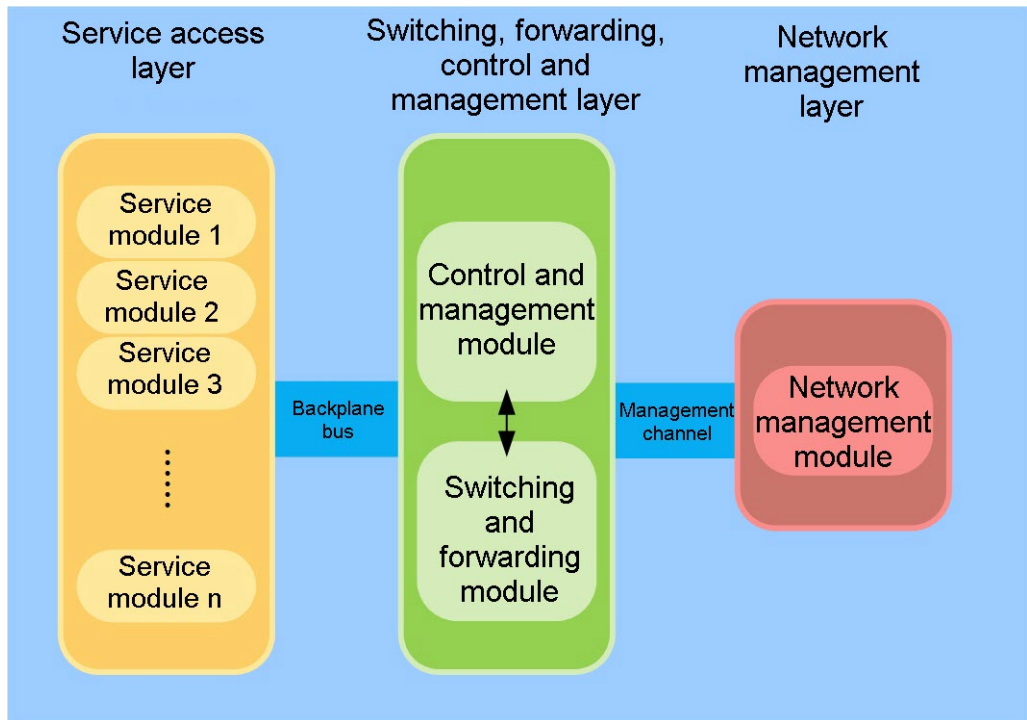 Service access
layer
Switching, forwarding,
control and
management layer
Network
management
layer
Service
module 1
Service
module 2
Service
module 3
......
Service
module n
Backplane
bus
Control and
management
module
Switching
and
forwarding
module
Management
channel
Network
management
module